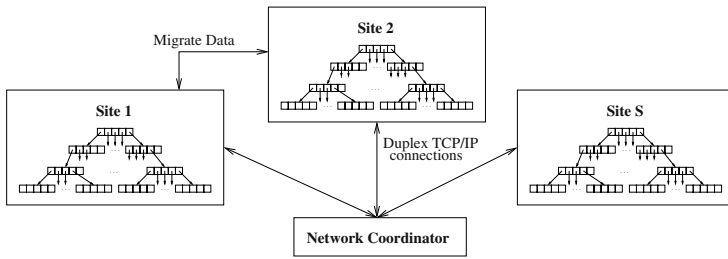 Site 2
Migrate Data
Site 1
Site S
Duplex TCP/IP
connections
Network Coordinator